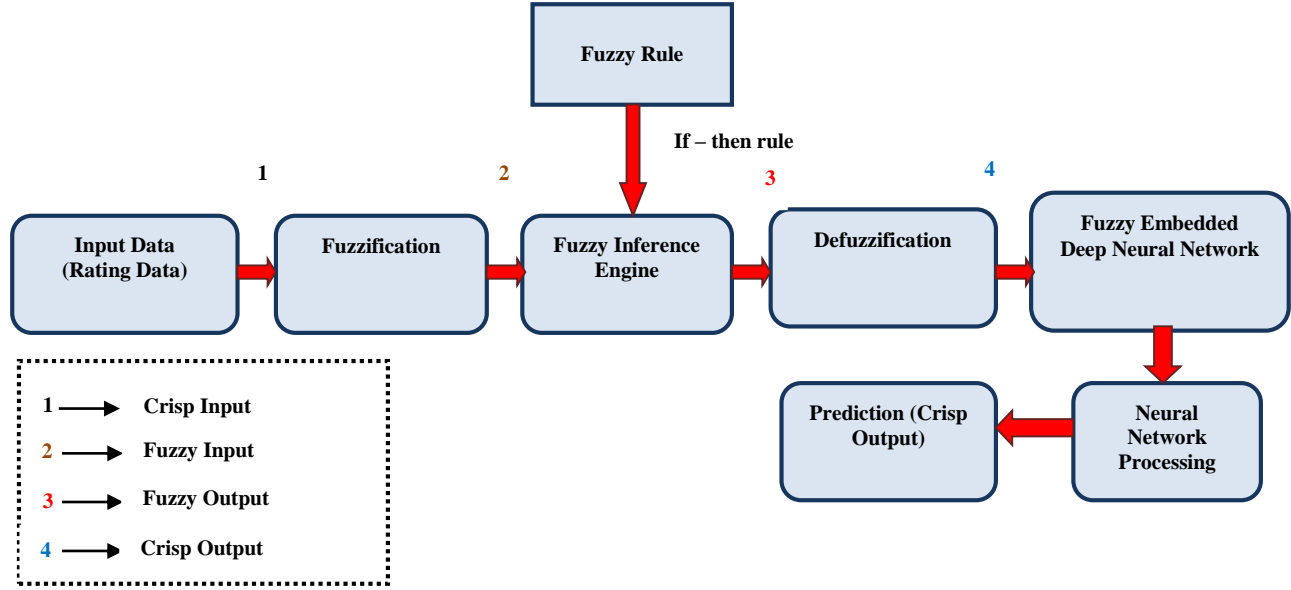 Fuzzy Rule
If – then rule
1
2
3
4
Input Data
(Rating Data)
Fuzzification
Fuzzy Inference
Engine
Defuzzification
Fuzzy Embedded
Deep Neural Network
1 Crisp Input
2 Fuzzy Input
3 Fuzzy Output
4 Crisp Output
Prediction (Crisp
Output)
Neural
Network
Processing